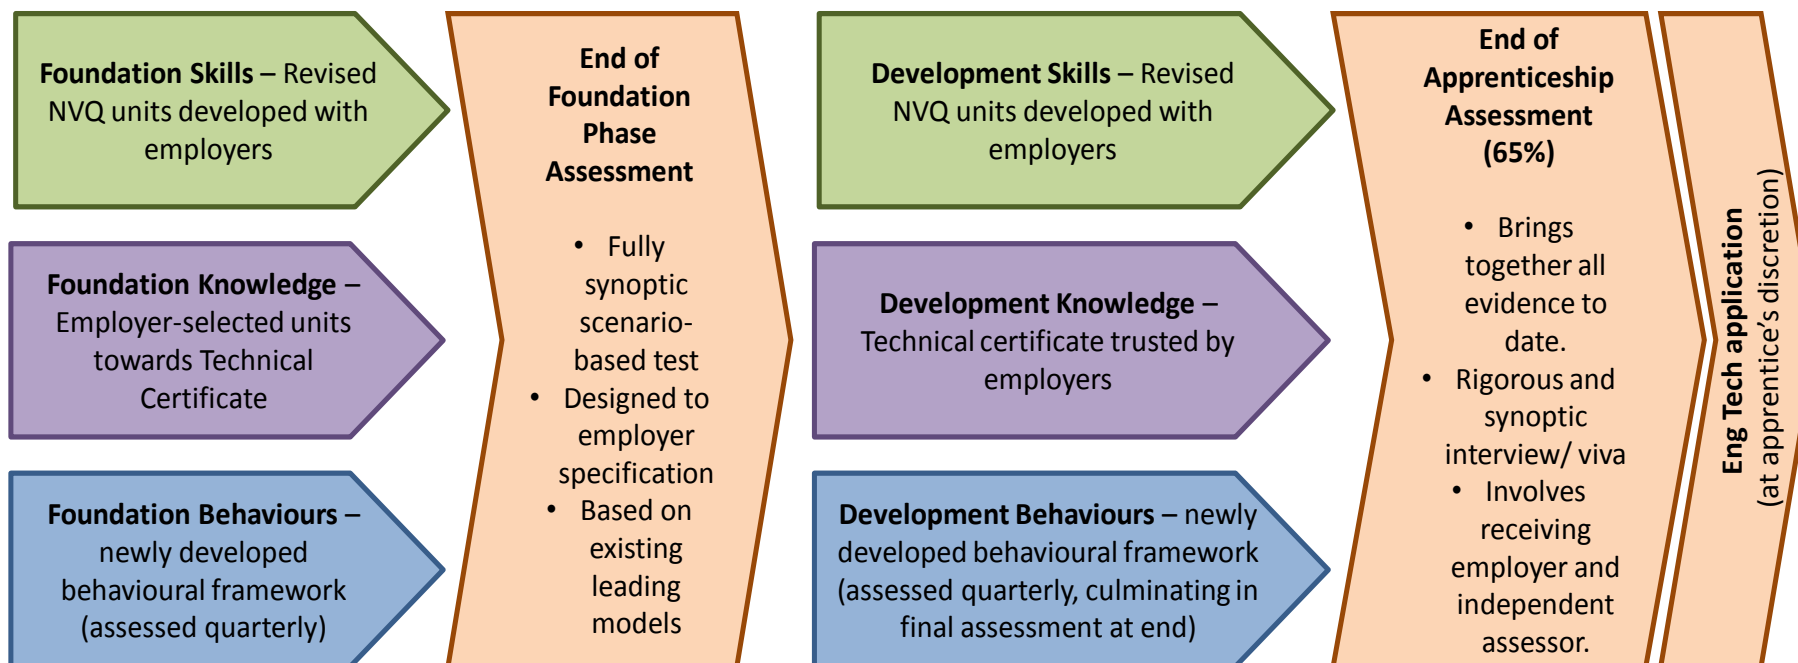 Foundation Skills – Revised
NVQ units developed with
employers
Foundation Knowledge –
Employer-selected units
towards Technical
Certificate
Foundation Behaviours –
newly developed
behavioural framework
(assessed quarterly)
End of
Foundation
Phase
Assessment
• Fully
synoptic
scenario-
based test
• Designed to
employer
specification
• Based on
existing
leading
models
Development Skills – Revised
NVQ units developed with
employers
Development Knowledge –
Technical certificate trusted by
employers
Development Behaviours – newly
developed behavioural framework
(assessed quarterly, culminating in
final assessment at end)
End of
Apprenticeship
Assessment
(65%)
• Brings
together all
evidence to
date.
• Rigorous and
synoptic
interview/ viva
• Involves
receiving
employer and
independent
assessor.
Eng Tech application
(at apprentice’s discretion)